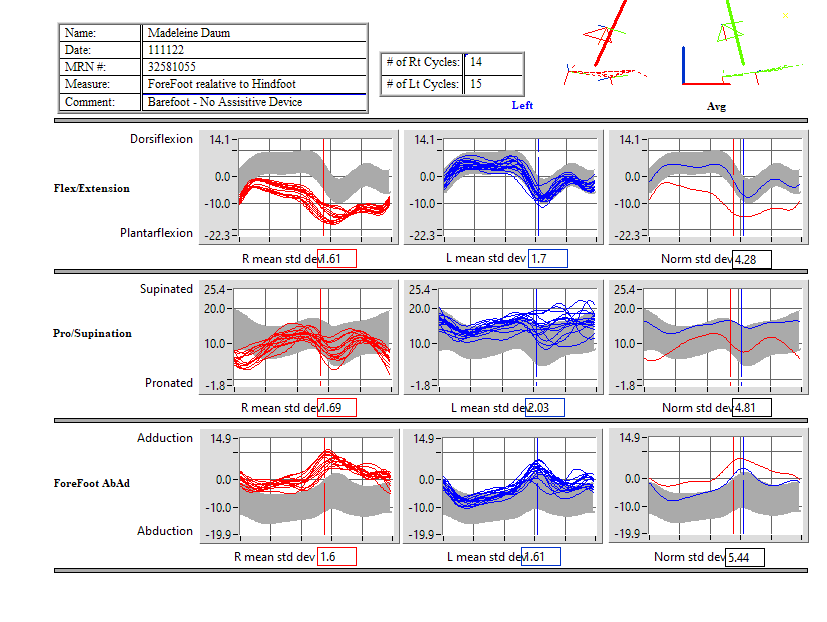 Name: Madeleine Daum
Date: 111122
MRN #: 32581055
Measure: ForeFoot realative to Hindfoot
Comment: Barefoot - No Assisitive Device
# of Rt Cycles: 14
# of Lt Cycles: 15
Left Avg
Dorsiflexion
Flex/Extension
Plantarflexion
14.1 0.0 -10.0 -22.3
14.1 0.0 -10.0 -22.3
14.1 0.0 -10.0 -22.3
R mean std dev 1.61 L mean std dev 1.7 Norm std dev 4.28
Supinated
Pro/Supination
Pronated
25.4 20.0 10.0 -1.8
25.4 20.0 10.0 -1.8
25.4 20.0 10.0 -1.8
R mean std dev 1.69 L mean std dev 2.03 Norm std dev 4.81
Adduction
ForeFoot AbAd
Abduction
14.9 0.0 -10.0 -19.9
14.9 0.0 -10.0 -19.9
14.9 0.0 -10.0 -19.9
R mean std dev 1.6 L mean std dev 1.61 Norm std dev 5.44